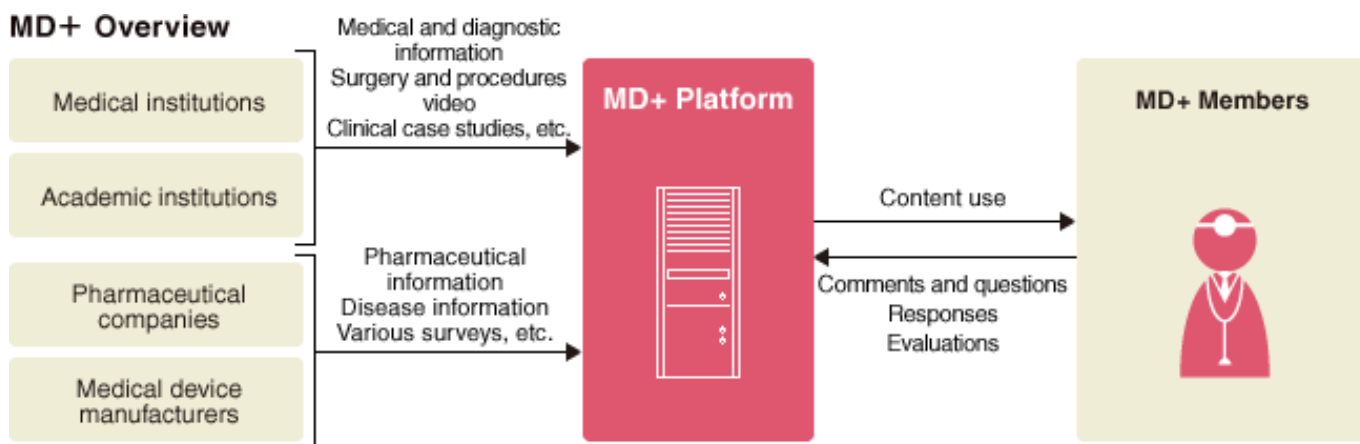 MD+ Overview
Medical institutions
Academic institutions
Pharmaceutical
companies
Medical device
manufacturers
Medical and diagnostic
information
Surgery and procedures
video
Clinical case studies, etc.
Pharmaceutical
information
Disease information
Various surveys, etc.
MD+ Platform
Content use
Comments and questions
Responses
Evaluations
MD+ Members